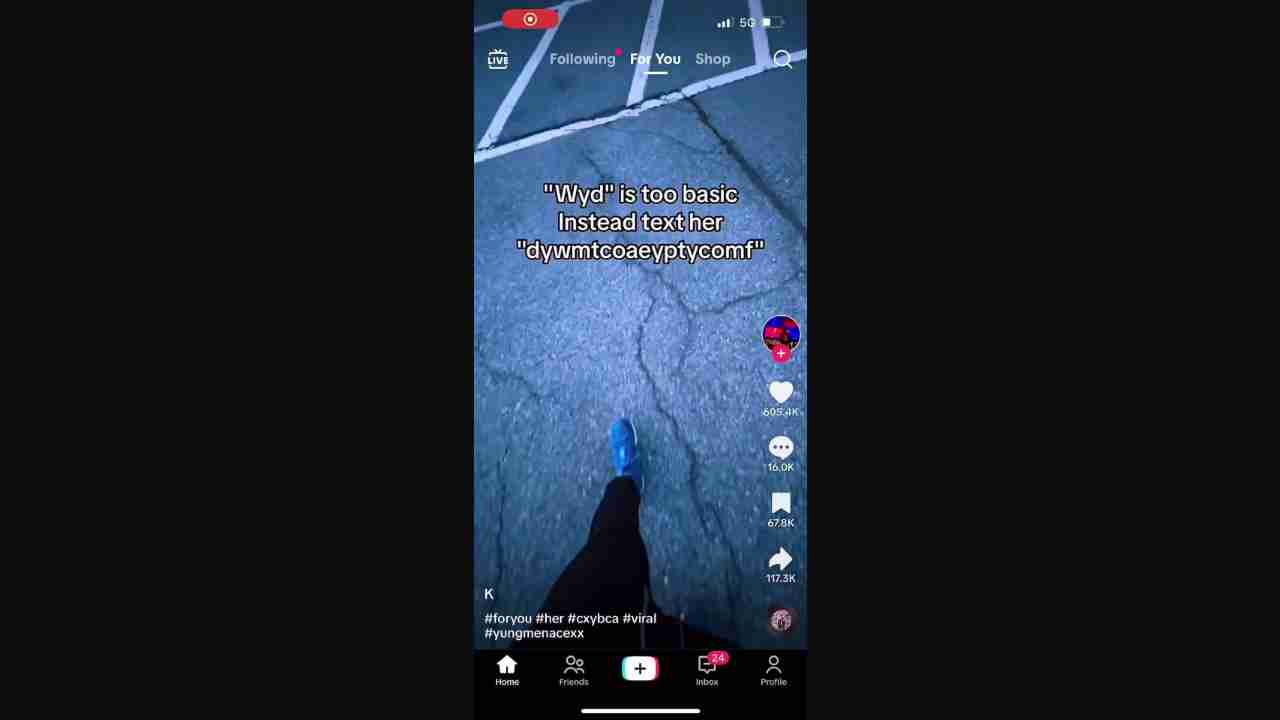 5G
LIVE
Following For You Shop
"Wyd" is too basic
Instead text her
"dywmtcoaeyptycomf"
605.4K
16.0K
67.8K
117.3K
K
#foryou #her #cxybca #viral
#yungmenacexx
24
Home Friends Inbox Profile